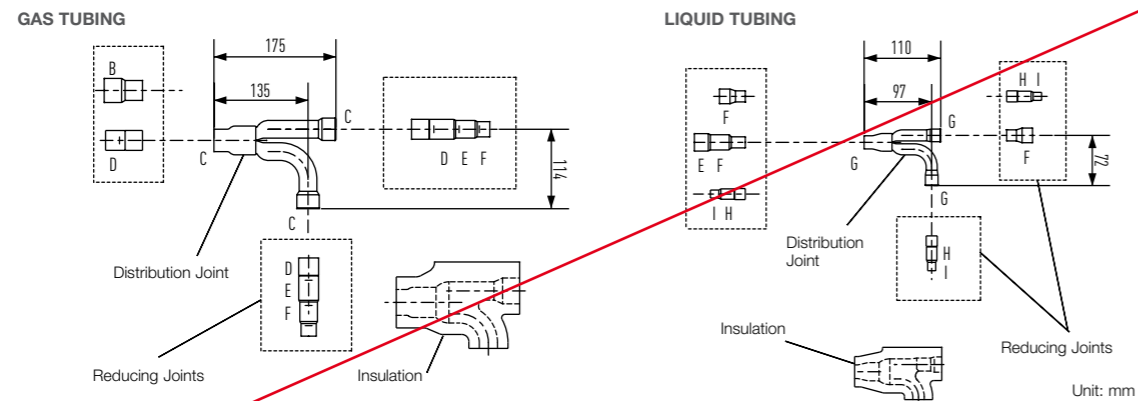 GAS TUBING
175
135
B
D
C
C
C
D E F
114
Distribution Joint
D
E
F
Reducing Joints
Insulation
LIQUID TUBING
110
97
F
E F
I H
G
G
G
H I
F
72
Distribution
Joint
H
I
Insulation
Reducing Joints
Unit: mm